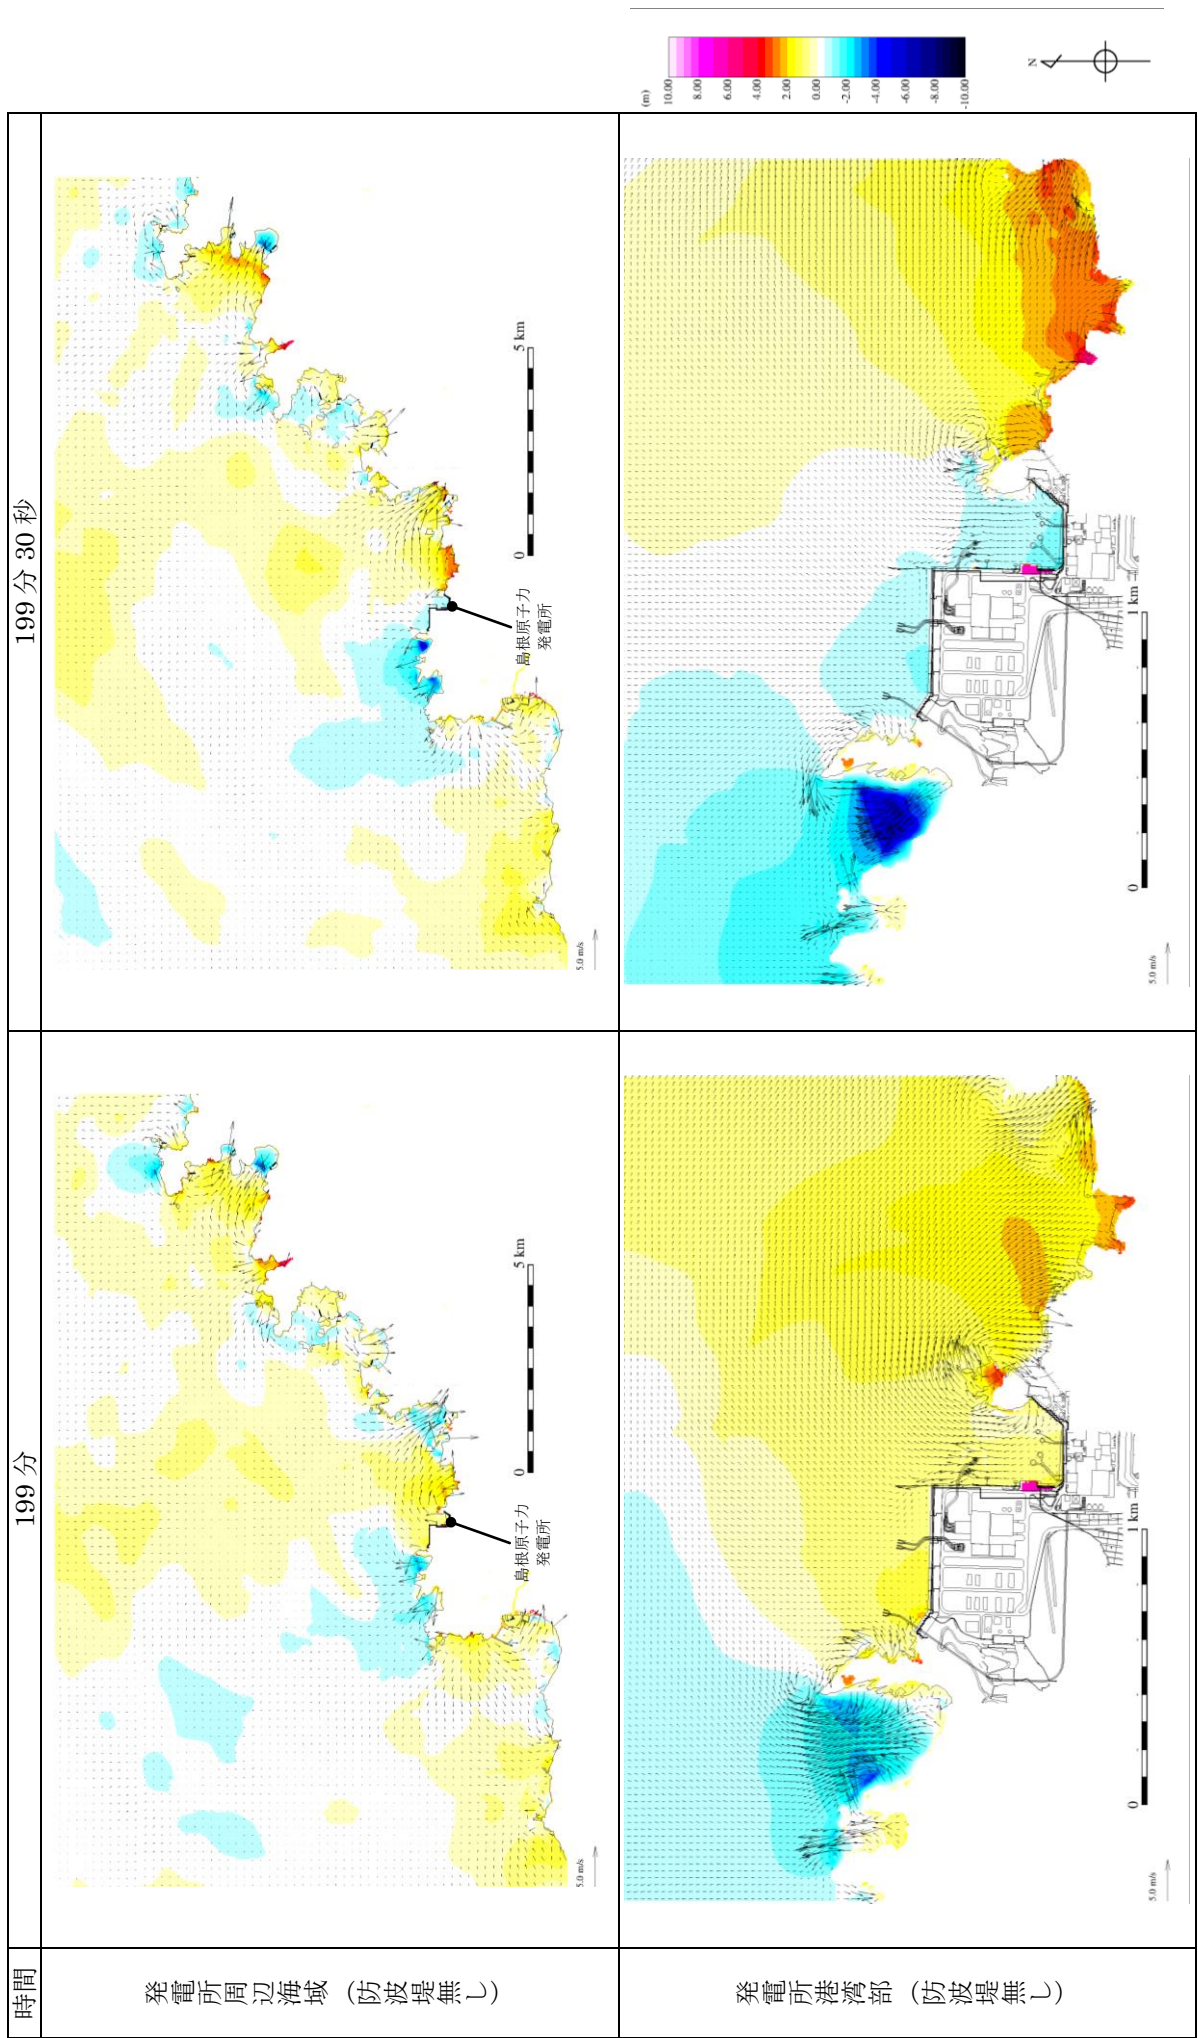 時間
199分
199分30秒
発電所周辺海域(防波堤無し)
島根原子力
発電所
0
5 km
5.0 m/s
島根原子力
発電所
0
5 km
5.0 m/s
発電所港湾部(防波堤無し)
0
1 km
5.0 m/s
0
1 km
5.0 m/s
(m)
10.00
8.00
6.00
4.00
2.00
0.00
-2.00
-4.00
-6.00
-8.00
-10.00
N